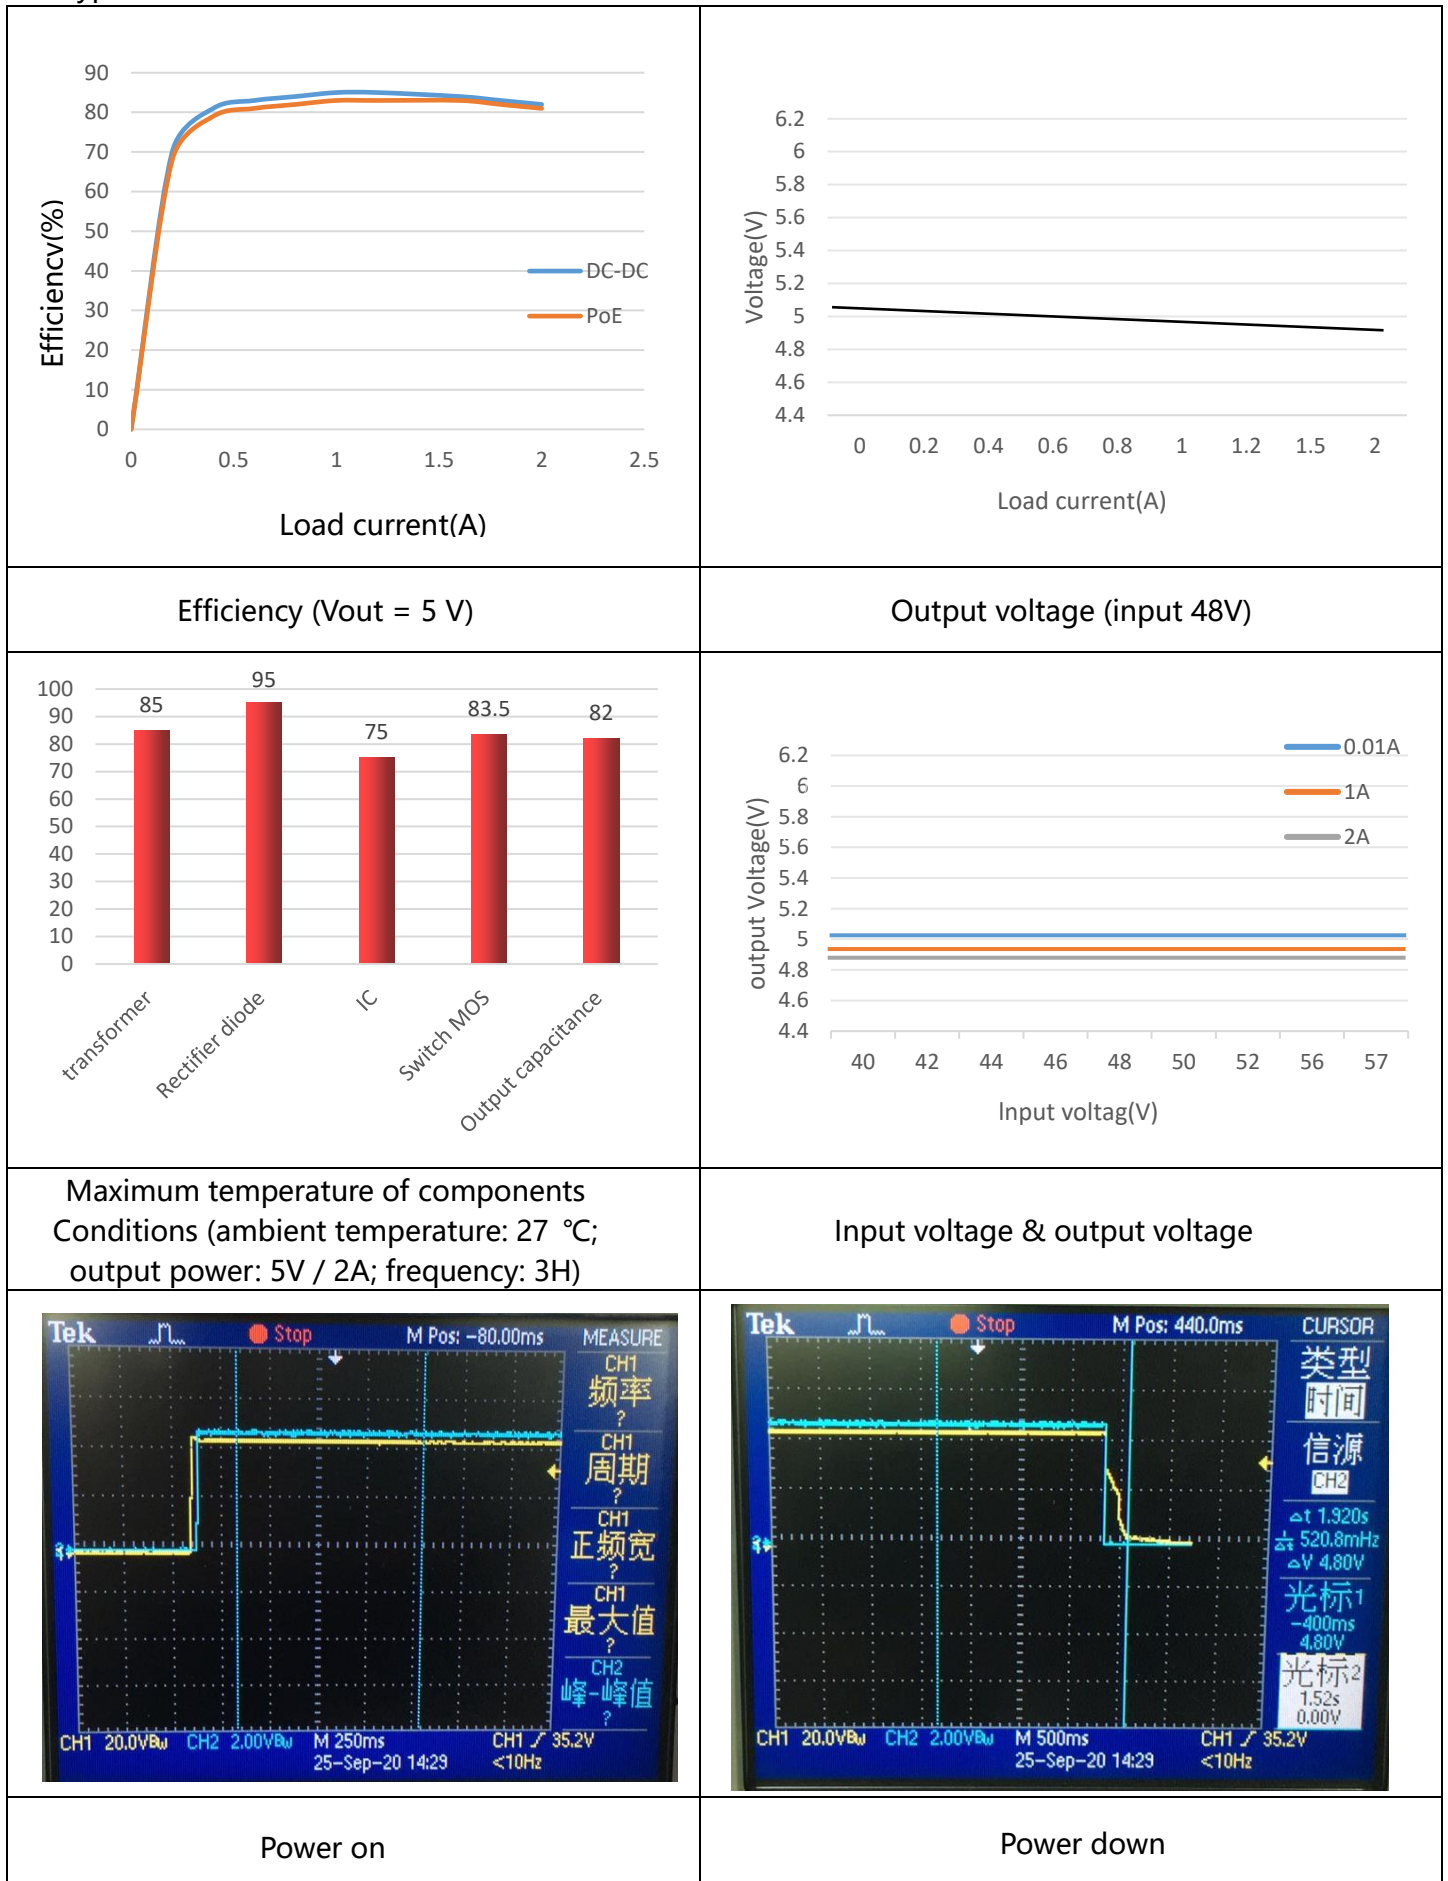 90
80
70
60
50
40
30
20
10
0
Efficiency(%)
DC-DC
PoE
0 0.5 1 1.5 2 2.5
Load current(A)
6.2
6
5.8
5.6
5.4
5.2
5
4.8
4.6
4.4
Voltage(V)
0 0.2 0.4 0.6 0.8 1 1.2 1.5 2
Load current(A)
Efficiency (Vout = 5 V)
Output voltage (input 48V)
100
90
80
70
60
50
40
30
20
10
0
85
95
75
83.5
82
transformer
Rectifier diode
IC
Switch MOS
Output capacitance
6.2
6
5.8
5.6
5.4
5.2
5
4.8
4.6
4.4
output Voltage(V)
0.01A
1A
2A
40 42 44 46 48 50 52 56 57
Input voltag(V)
Maximum temperature of components
Conditions (ambient temperature: 27 ℃;
output power: 5V / 2A; frequency: 3H)
Input voltage & output voltage
Tek Stop M Pos: -80.00ms MEASURE
CH1
频率
?
CH1
周期
?
CH1
正频宽
?
CH1
最大值
?
CH2
峰-峰值
?
CH1 20.0VBw CH2 2.00VBw M 250ms CH1 35.2V
25-Sep-20 14:29 <10Hz
Tek Stop M Pos: 440.0ms CURSOR
类型
时间
信源
CH2
△t 1.920s
520.8mHz
△V 4.80V
光标1
-400ms
4.80V
光标2
1.52s
0.00V
CH1 20.0VBw CH2 2.00VBw M 500ms CH1 35.2V
25-Sep-20 14:29 <10Hz
Power on
Power down